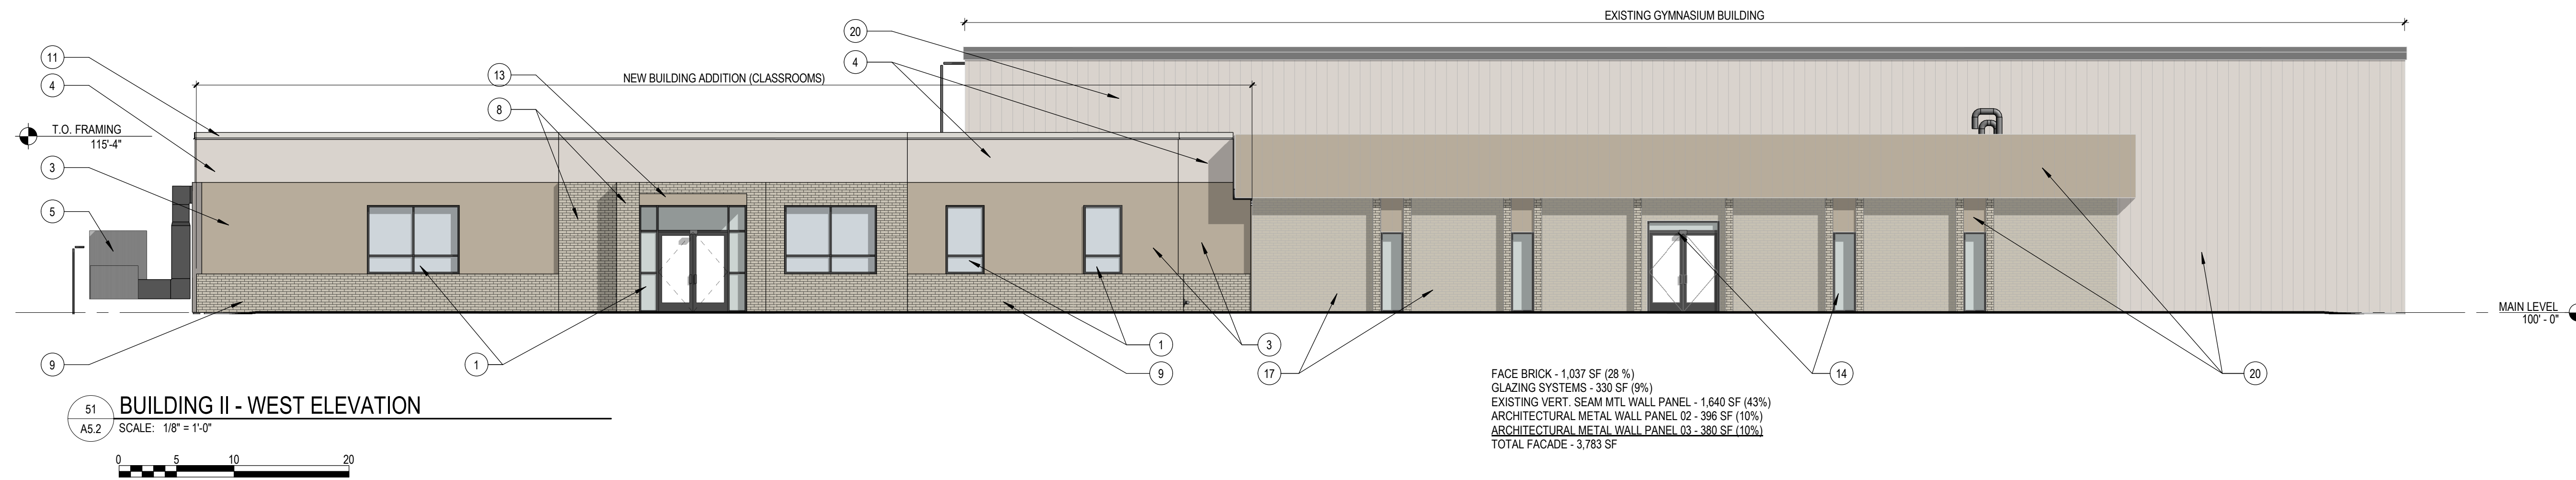 EXISTING GYMNASIUM BUILDING
20
11
4
13
NEW BUILDING ADDITION (CLASSROOMS)
4
8
T.O. FRAMING
115'-4"
3
5
MAIN LEVEL
100' - 0"
9
1
1
9
3
17
14
20
FACE BRICK - 1,037 SF (28 %)
GLAZING SYSTEMS - 330 SF (9%)
EXISTING VERT. SEAM MTL WALL PANEL - 1,640 SF (43%)
ARCHITECTURAL METAL WALL PANEL 02 - 396 SF (10%)
ARCHITECTURAL METAL WALL PANEL 03 - 380 SF (10%)
TOTAL FACADE - 3,783 SF
51
A5.2
BUILDING II - WEST ELEVATION
SCALE: 1/8" = 1'-0"
0 5 10 20